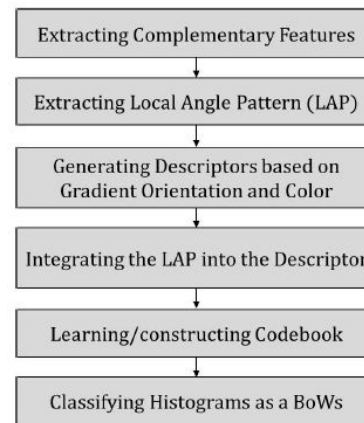 Extracting Complementary Features
Extracting Local Angle Pattern (LAP)
Generating Descriptors based on
Gradient Orientation and Color
Integrating the LAP into the Descriptor
Learning/constructing Codebook
Classifying Histograms as a BoWs